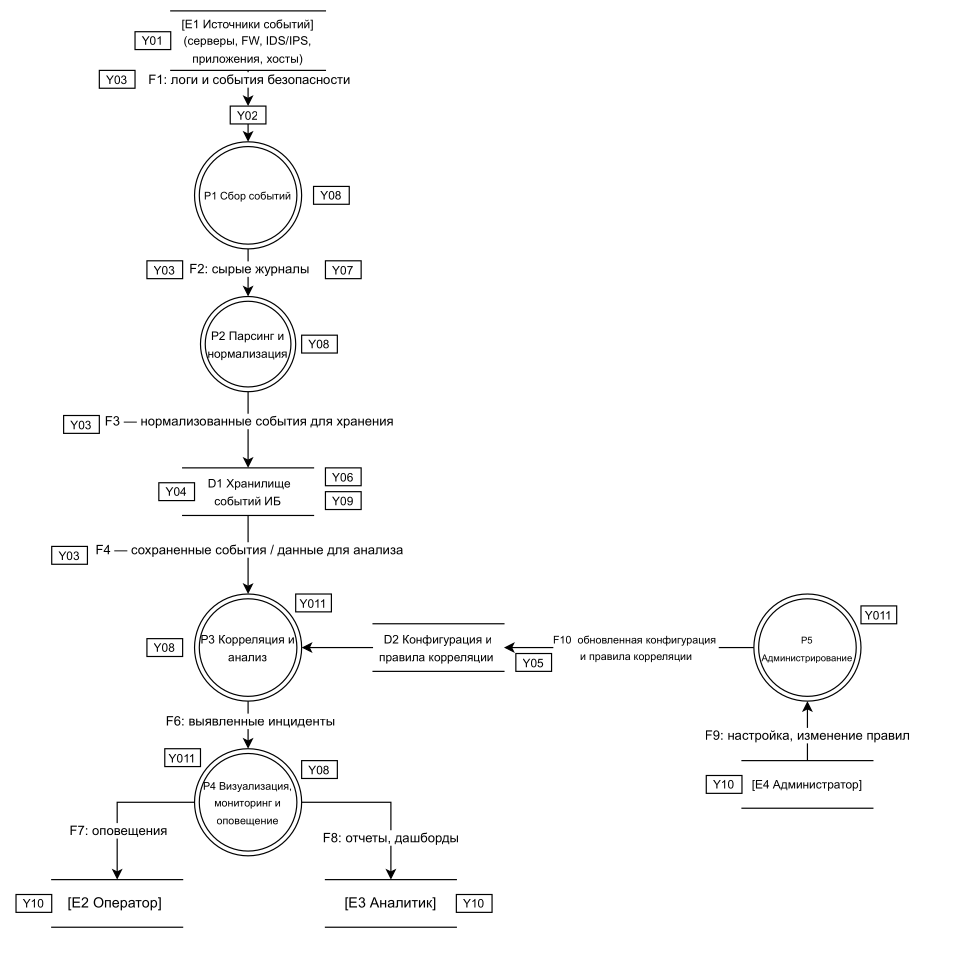 [E1 Источники событий]
(серверы, FW, IDS/IPS,
приложения, хосты)
Y01
Y03
F1: логи и события безопасности
Y02
P1 Сбор событий
Y08
Y03
F2: сырые журналы
Y07
P2 Парсинг и
нормализация
Y08
Y03
F3 — нормализованные события для хранения
Y04
D1 Хранилище
событий ИБ
Y06
Y09
Y03
F4 — сохраненные события / данные для анализа
Y011
Y08
P3 Корреляция и
анализ
D2 Конфигурация и
правила корреляции
Y05
F10 обновленная конфигурация
и правила корреляции
P5
Администрирование
Y011
F6: выявленные инциденты
F9: настройка, изменение правил
Y011
Y08
P4 Визуализация,
мониторинг и
оповещение
Y10
[E4 Администратор]
F7: оповещения
F8: отчеты, дашборды
Y10
[E2 Оператор]
[E3 Аналитик]
Y10